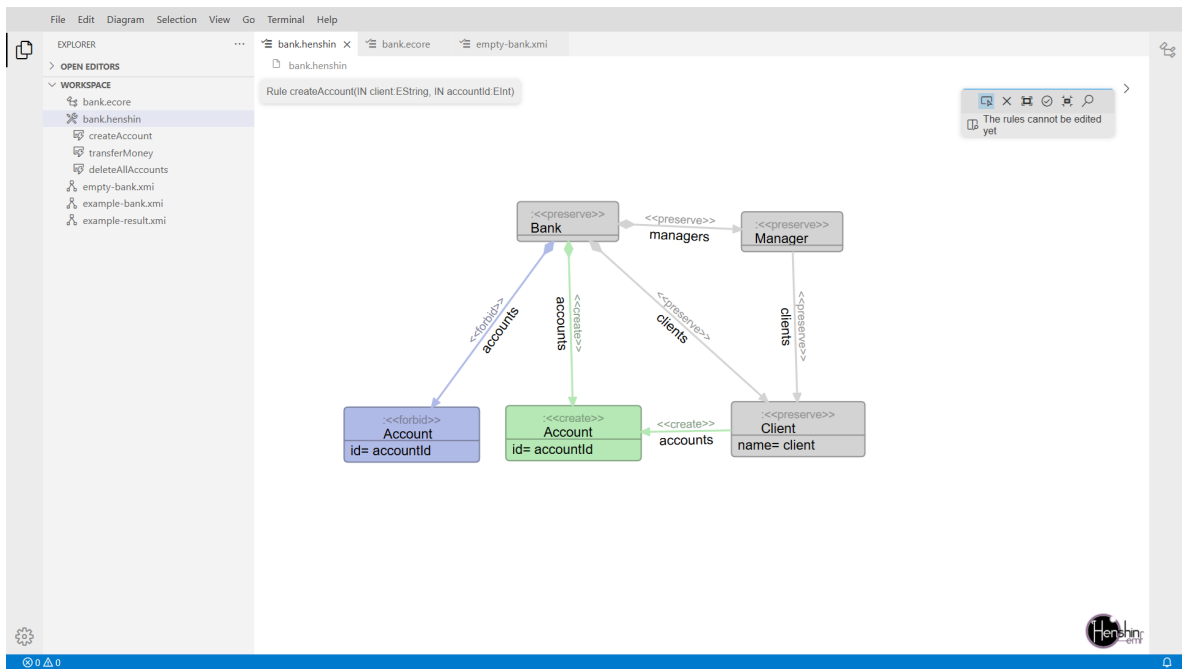 File Edit Diagram Selection View Go Terminal Help
EXPLORER ...
OPEN EDITORS
WORKSPACE
bank.ecore
bank.henshin
createAccount
transferMoney
deleteAllAccounts
empty-bank.xmi
example-bank.xmi
example-result.xmi
bank.henshin bank.ecore empty-bank.xmi
bank.henshin
Rule createAccount(IN client:EString, IN accountId:EInt)
The rules cannot be edited
yet
:<<preserve>>
Bank
<<preserve>>
managers
:<<preserve>>
Manager
<<forbid>>
accounts
<<create>>
accounts
<<preserve>>
clients
<<preserve>>
clients
:<<forbid>>
Account
id= accountId
:<<create>>
Account
id= accountId
<<create>>
accounts
:<<preserve>>
Client
name= client
Henshin
emf
0 0